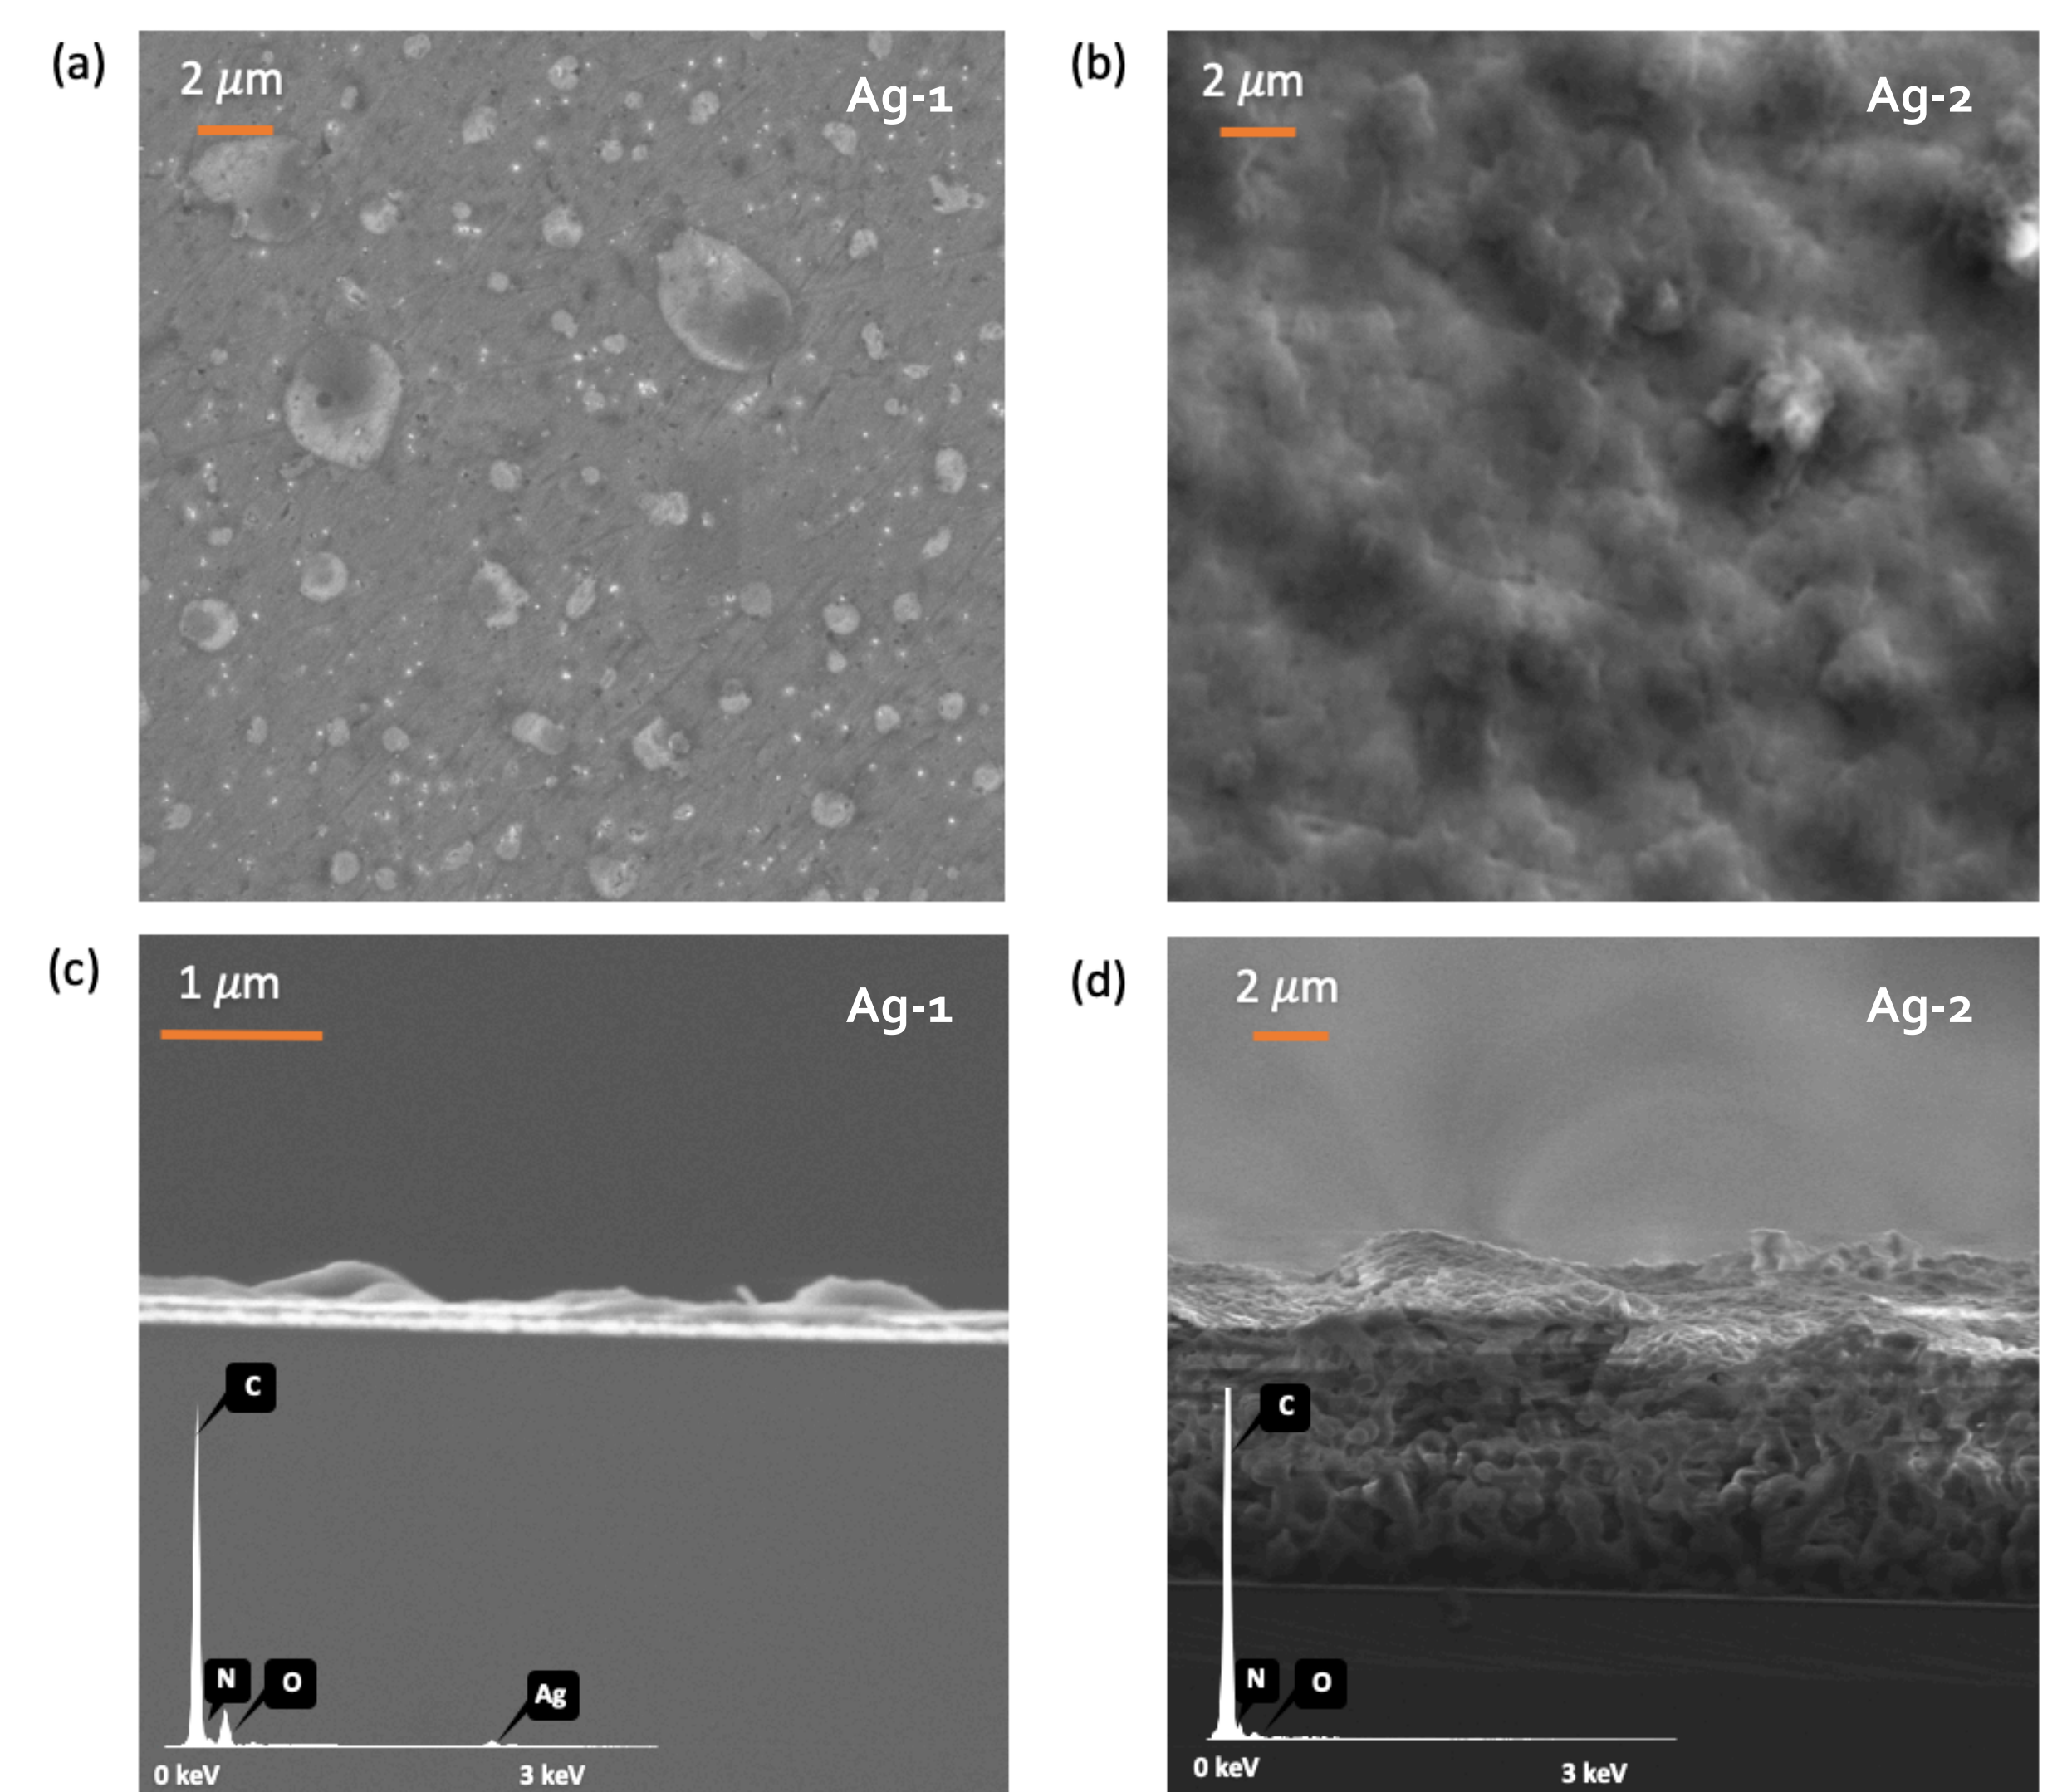 (a)
2 μm
Ag-1
(b)
2 μm
Ag-2
(c)
1 μm
Ag-1
C
N
O
Ag
0 keV
3 keV
(d)
2 μm
Ag-2
C
N
O
0 keV
3 keV